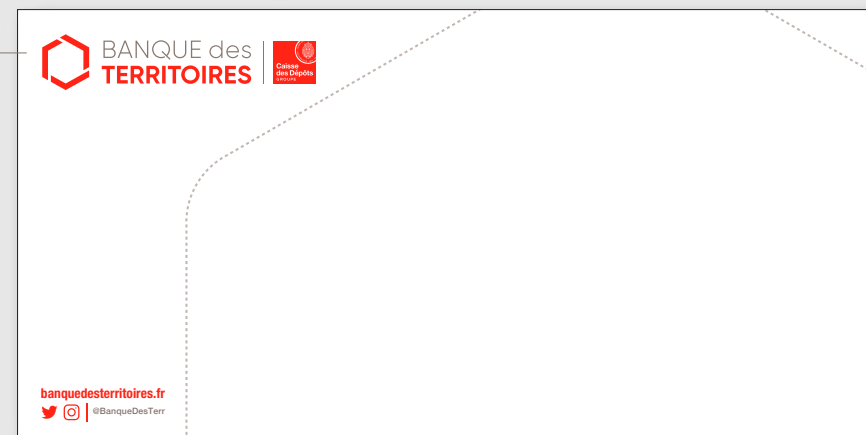 BANQUE des
TERRITOIRES
Caisse
des Dépôts
GROUPE
banquedesterritoires.fr
@BanqueDesTerr